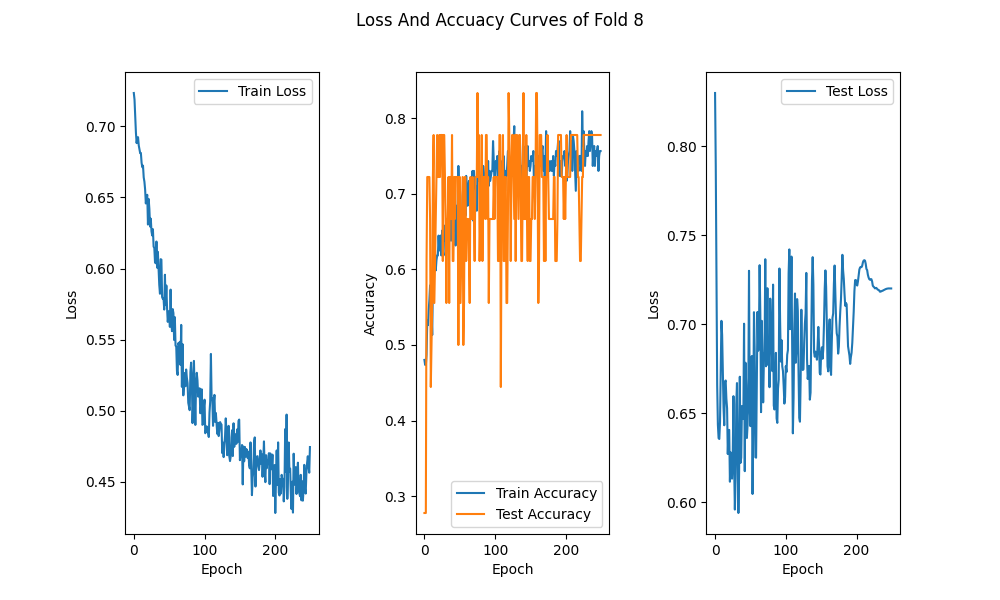 Loss And Accuacy Curves of Fold 8
Train Loss
0.70
0.65
0.60
0.55
0.50
0.45
Loss
0
100
200
Epoch
0.8
0.7
0.6
0.5
0.4
0.3
Accuracy
Train Accuracy
Test Accuracy
0
100
200
Epoch
Test Loss
0.80
0.75
0.70
0.65
0.60
Loss
0
100
200
Epoch